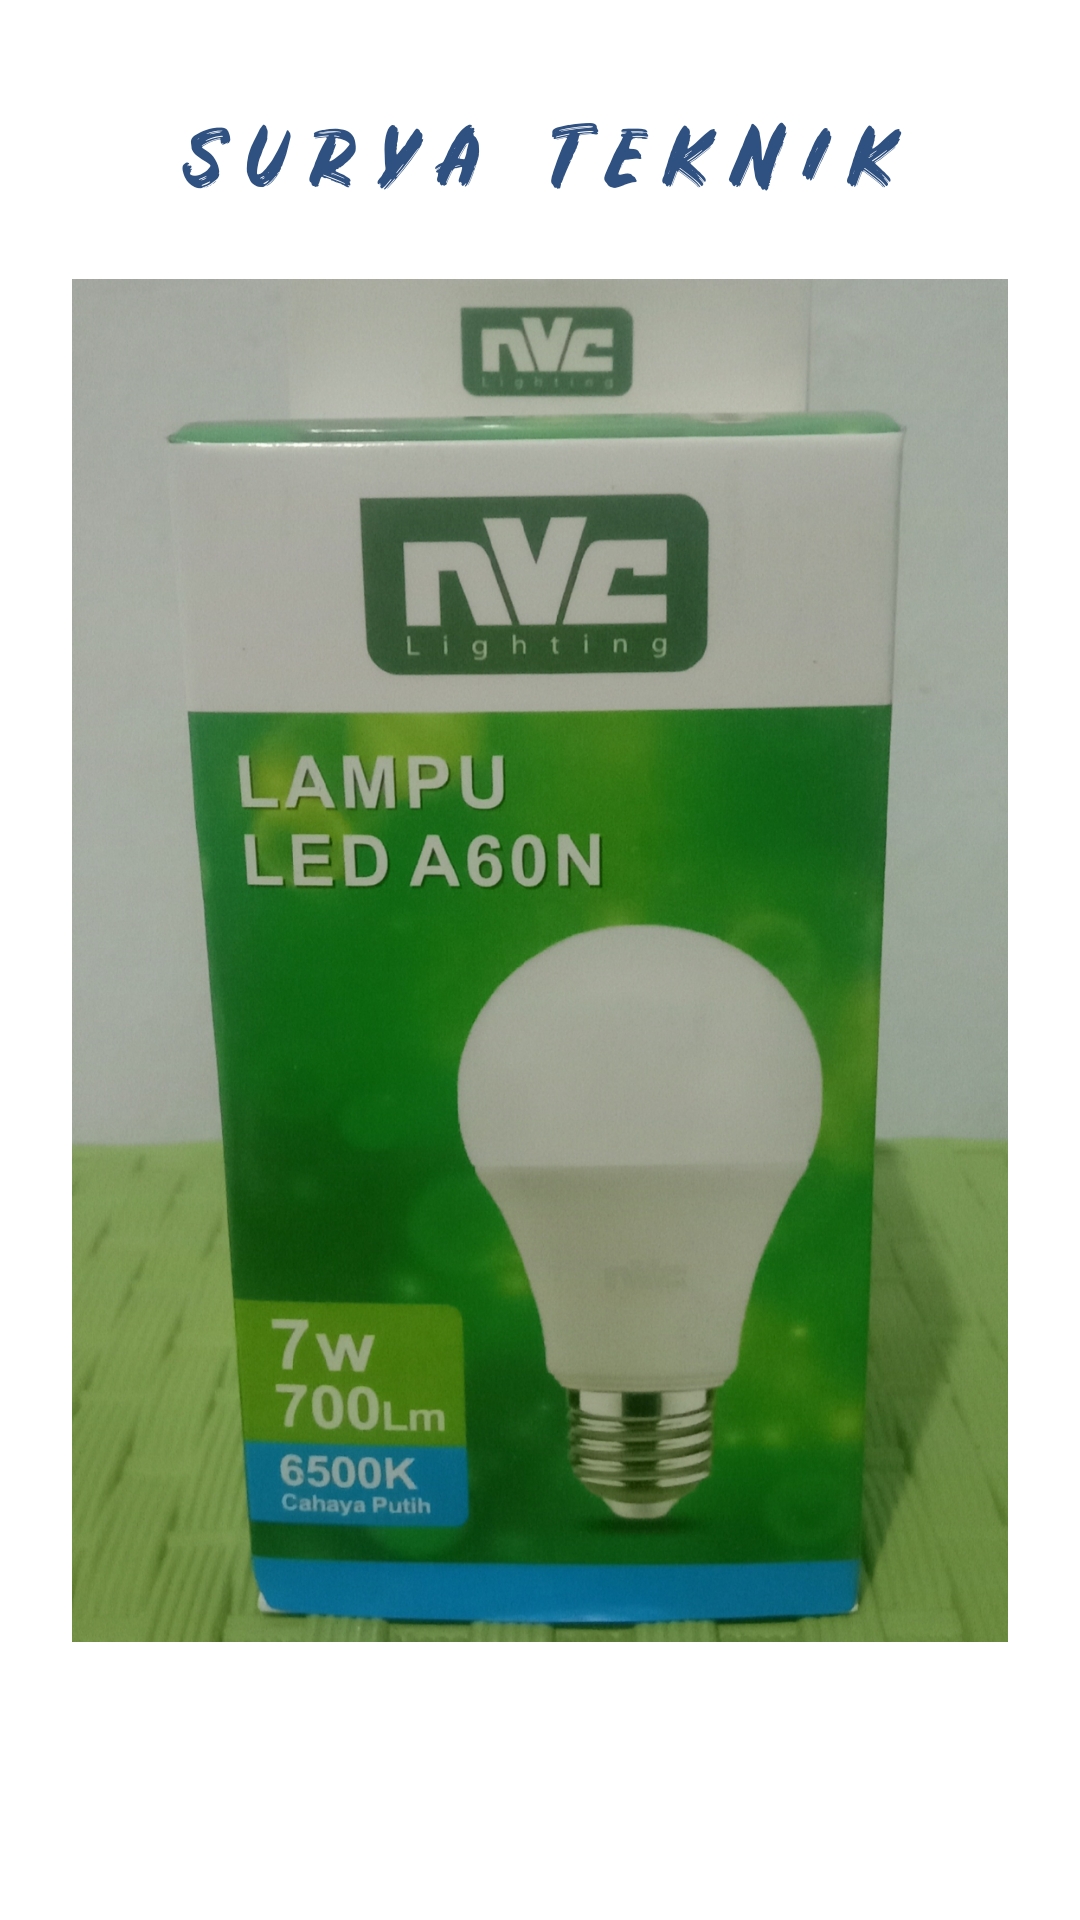 SURYA TEKNIK
nvc
Lighting
nvc
Lighting
LAMPU
LED A60N
7w
700Lm
6500K
Cahaya Putih